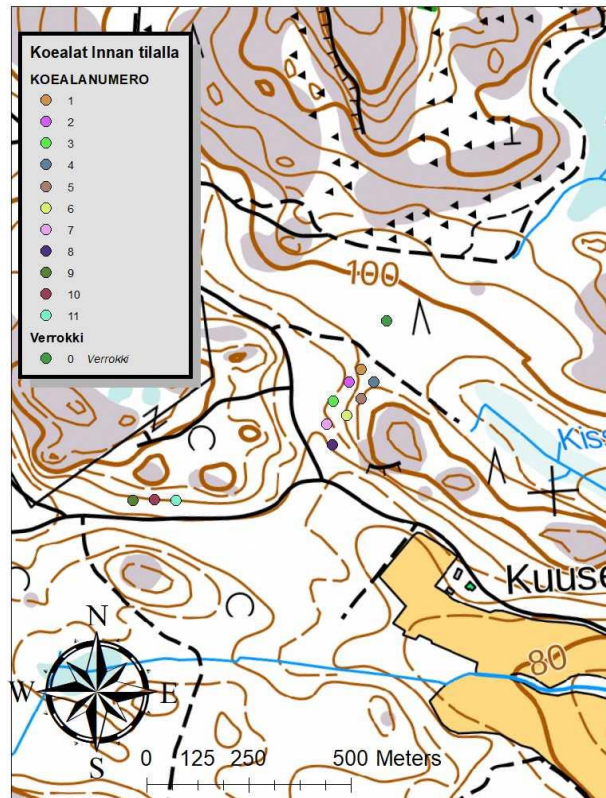 Koealat Innan tilalla
KOEALANUMERO
1
2
3
4
5
6
7
8
9
10
11
Verrokki
0 Verrokki
100
Kiss
Kuuse
80
N
W E
S
0 125 250 500 Meters